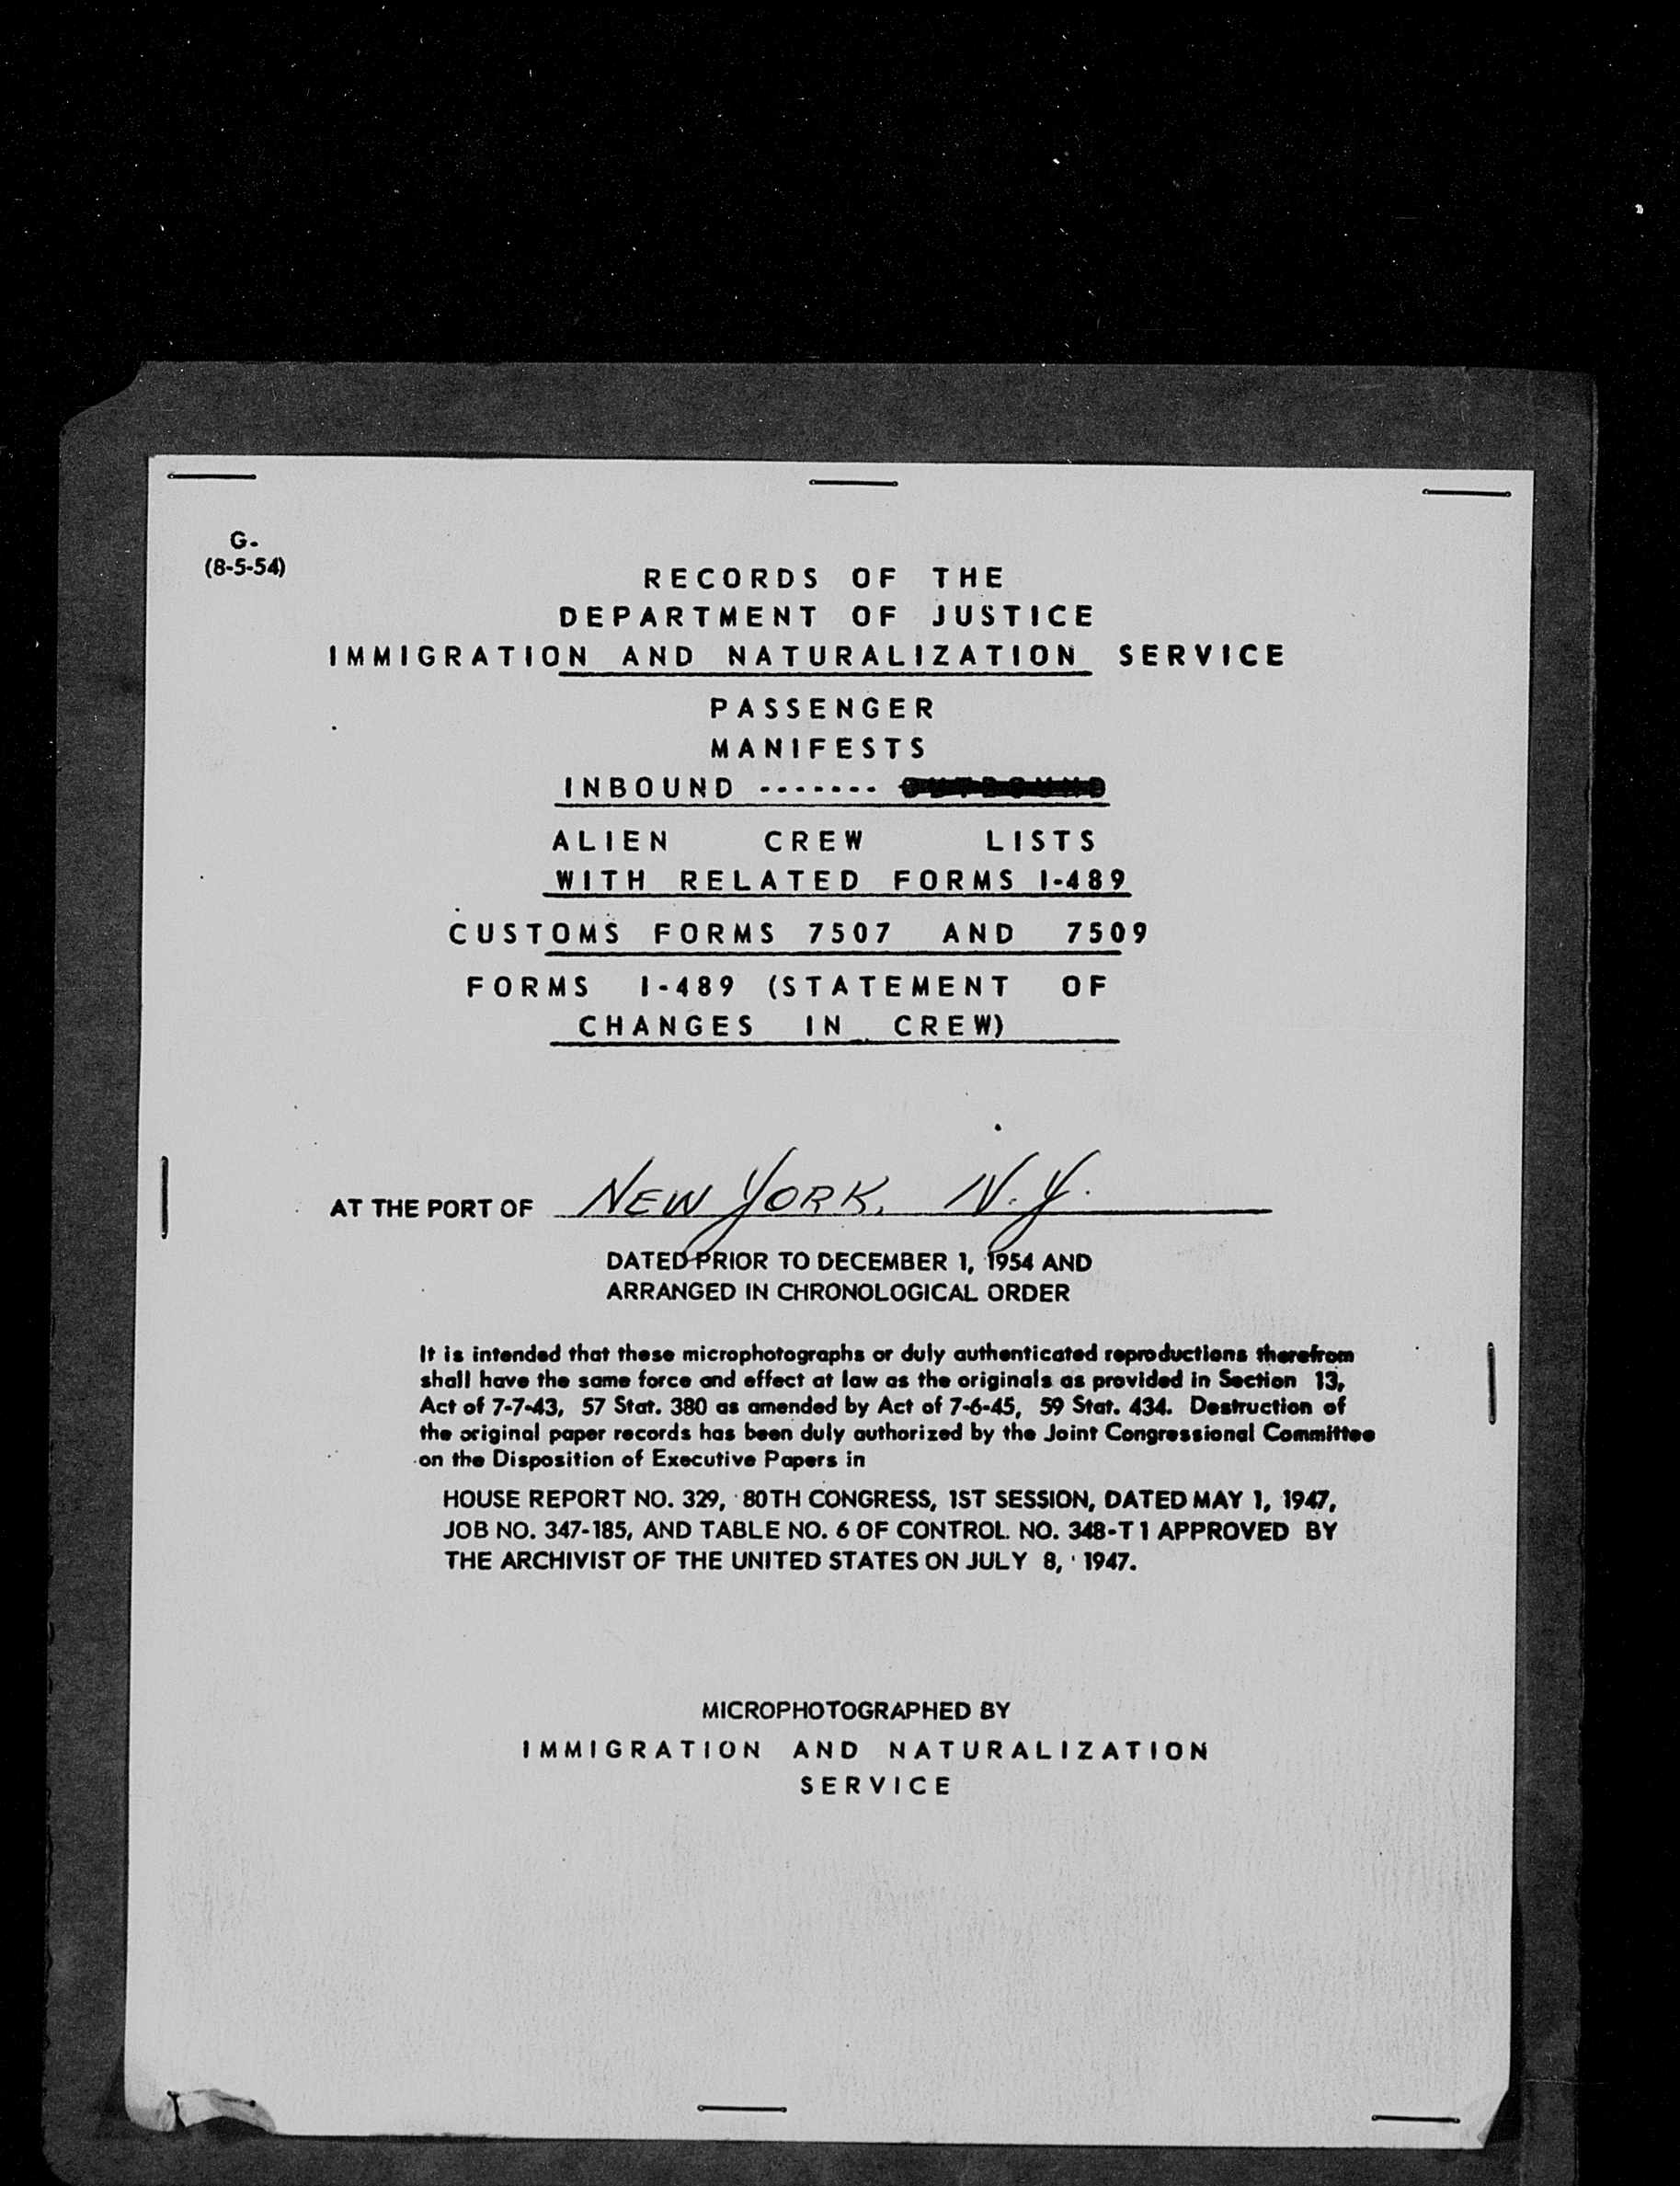 G-
(8-5-54)
RECORDS OF THE
DEPARTMENT OF JUSTICE
IMMIGRATION AND NATURALIZATION SERVICE
PASSENGER
MANIFESTS
INBOUND -------
ALIEN CREW LISTS
WITH RELATED FORMS I-489
CUSTOMS FORMS 7507 AND 7509
FORMS I-489 (STATEMENT OF
CHANGES IN CREW)
AT THE PORT OF NEW YORK, N.Y.
DATED PRIOR TO DECEMBER 1, 1954 AND
ARRANGED IN CHRONOLOGICAL ORDER
It is intended that these microphotographs or duly authenticated reproductions therefrom
shall have the same force and effect at law as the originals as provided in Section 13,
Act of 7-7-43, 57 Stat. 380 as amended by Act of 7-6-45, 59 Stat. 434. Destruction of
the original paper records has been duly authorized by the Joint Congressional Committee
on the Disposition of Executive Papers in
HOUSE REPORT NO. 329, 80TH CONGRESS, 1ST SESSION, DATED MAY 1, 1947,
JOB NO. 347-185, AND TABLE NO. 6 OF CONTROL NO. 348-T1 APPROVED BY
THE ARCHIVIST OF THE UNITED STATES ON JULY 8, 1947.
MICROPHOTOGRAPHED BY
IMMIGRATION AND NATURALIZATION
SERVICE